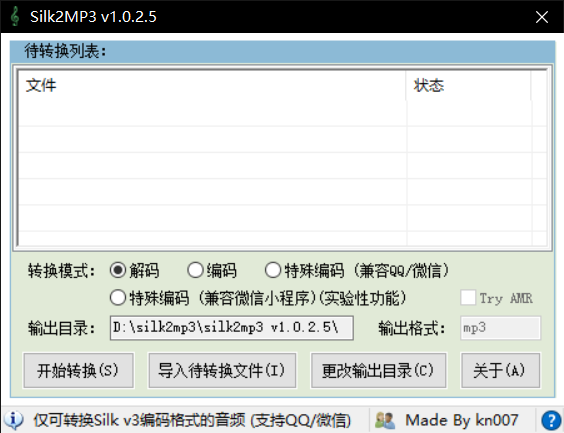 Silk2MP3 v1.0.2.5
待转换列表：
文件 状态
转换模式： 解码 编码 特殊编码 (兼容QQ/微信)
特殊编码 (兼容微信小程序)(实验性功能) Try AMR
输出目录： D:\silk2mp3\silk2mp3 v1.0.2.5\ 输出格式： mp3
开始转换(S) 导入待转换文件(I) 更改输出目录(C) 关于(A)
仅可转换Silk v3编码格式的音频 (支持QQ/微信) Made By kn007